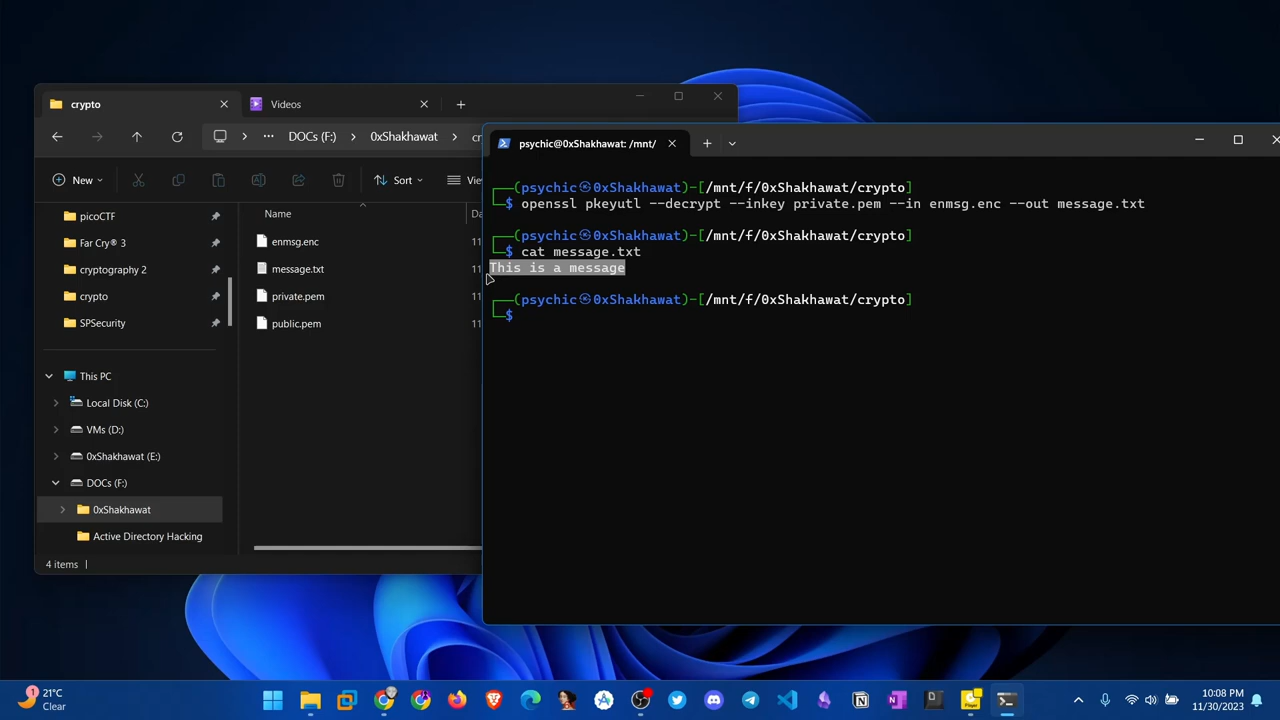 crypto
Videos
DOCs (F:)
0xShakhawat
New
Sort
picoCTF
Far Cry® 3
cryptography 2
crypto
SPSecurity
This PC
Local Disk (C:)
VMs (D:)
0xShakhawat (E:)
DOCs (F:)
0xShakhawat
Active Directory Hacking
Name
enmsg.enc
message.txt
private.pem
public.pem
4 items
psychic@0xShakhawat: /mnt/
┌──(psychic㉿0xShakhawat)-[/mnt/f/0xShakhawat/crypto]
└─$ openssl pkeyutl --decrypt --inkey private.pem --in enmsg.enc --out message.txt
┌──(psychic㉿0xShakhawat)-[/mnt/f/0xShakhawat/crypto]
└─$ cat message.txt
This is a message
┌──(psychic㉿0xShakhawat)-[/mnt/f/0xShakhawat/crypto]
└─$
1
21°C
Clear
10:08 PM
11/30/2023